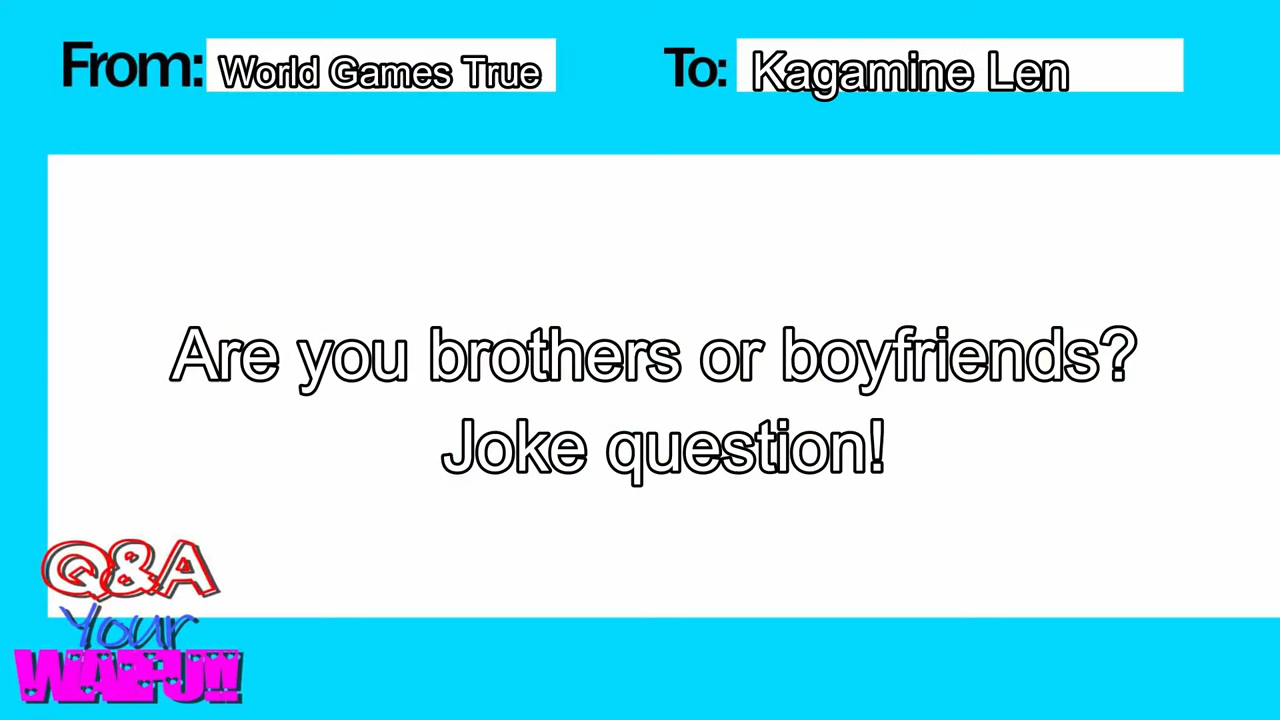 From: World Games True
To: Kagamine Len
Are you brothers or boyfriends?
Joke question!
Q&A
Your
WAIFU!!